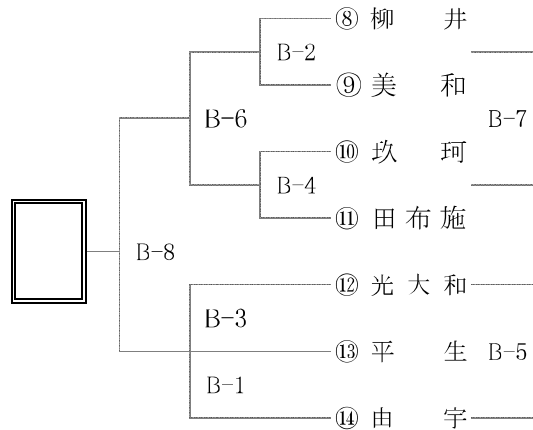 ⑧ 柳井
B-2
⑨ 美和
B-6 B-7
⑩ 玖珂
B-4
⑪ 田布施
B-8
⑫ 光大和
B-3
⑬ 平生 B-5
B-1
⑭ 由宇